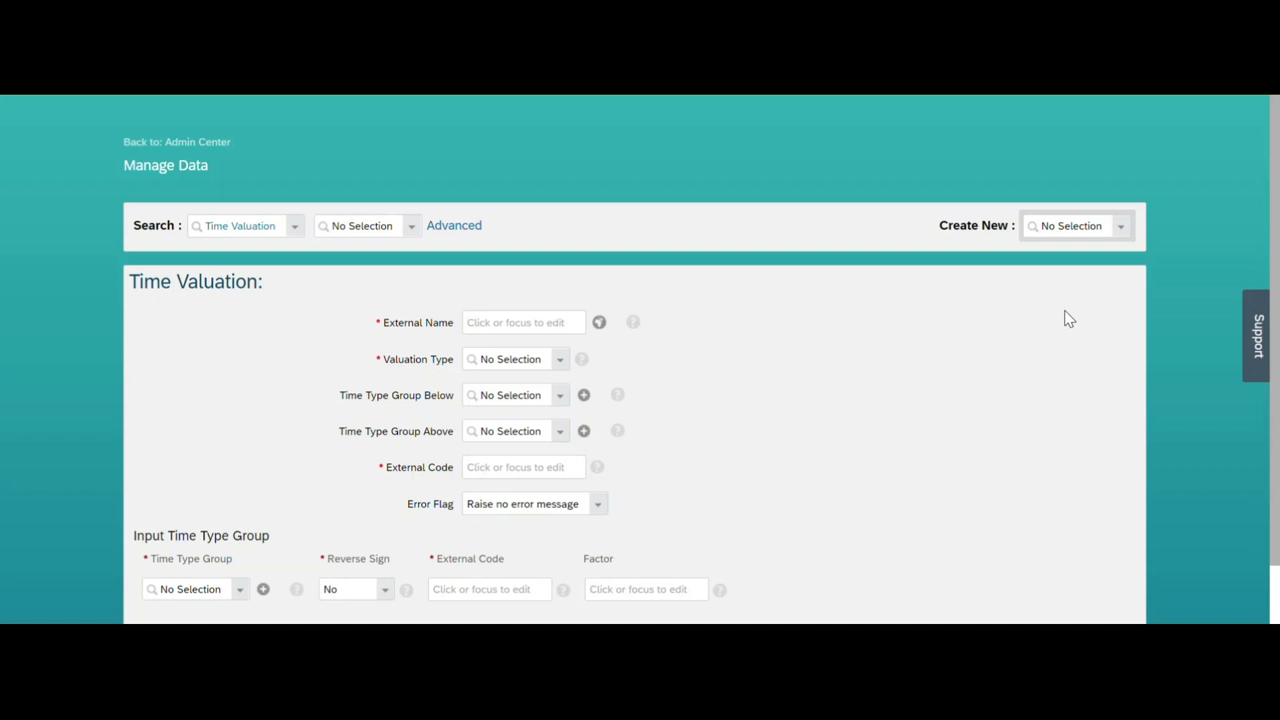 Back to: Admin Center
Manage Data
Search : Time Valuation No Selection Advanced Create New : No Selection
Time Valuation:
* External Name Click or focus to edit ?
* Valuation Type No Selection ?
Time Type Group Below No Selection ?
Time Type Group Above No Selection ?
* External Code Click or focus to edit ?
Error Flag Raise no error message
Input Time Type Group
* Time Type Group * Reverse Sign * External Code Factor
No Selection ? No ? Click or focus to edit ? Click or focus to edit ?
Support